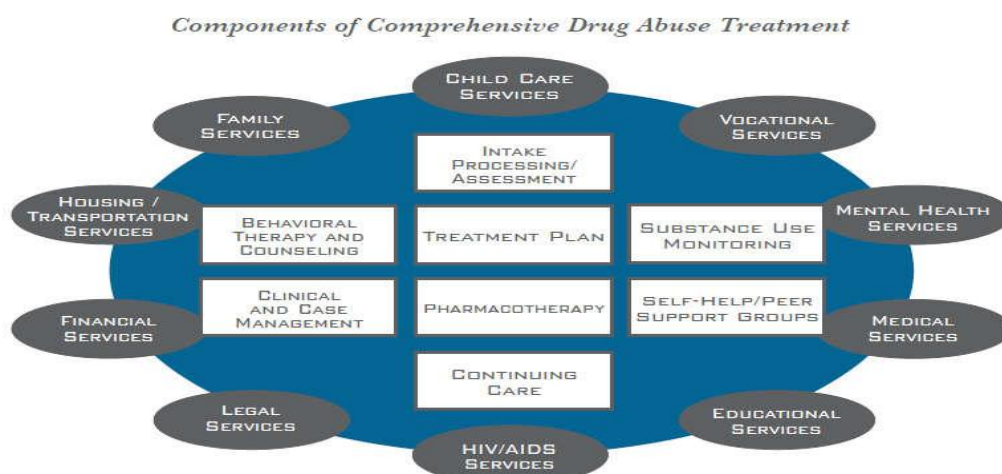 Components of Comprehensive Drug Abuse Treatment
CHILD CARE
SERVICES
FAMILY
SERVICES
VOCATIONAL
SERVICES
INTAKE
PROCESSING/
ASSESSMENT
HOUSING /
TRANSPORTATION
SERVICES
BEHAVIORAL
THERAPY AND
COUNSELING
TREATMENT PLAN
SUBSTANCE USE
MONITORING
MENTAL HEALTH
SERVICES
FINANCIAL
SERVICES
CLINICAL
AND CASE
MANAGEMENT
PHARMACOTHERAPY
SELF-HELP/PEER
SUPPORT GROUPS
MEDICAL
SERVICES
CONTINUING
CARE
LEGAL
SERVICES
HIV/AIDS
SERVICES
EDUCATIONAL
SERVICES